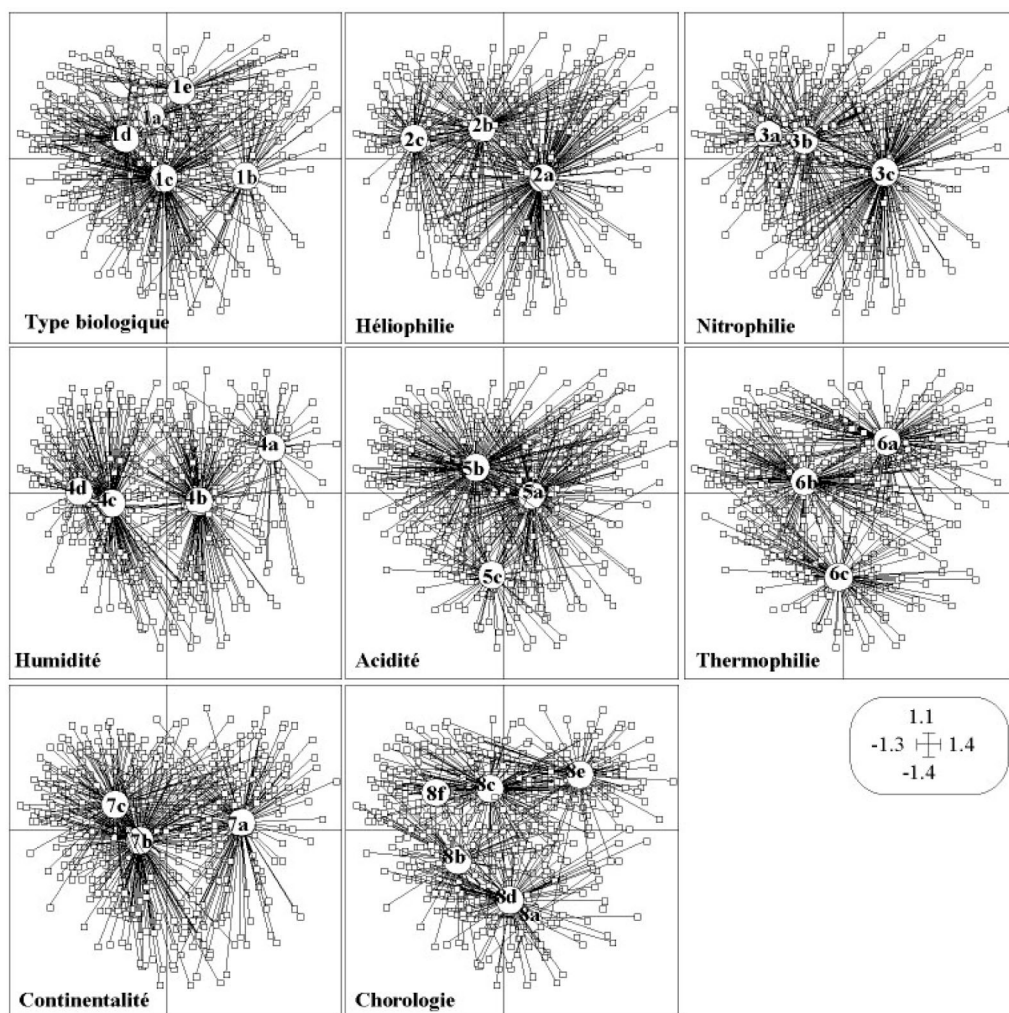 1e
1a
1d
1c 1b
Type biologique
2b
2c
2a
Héliophilie
3a 3b
3c
Nitrophilie
4a
4d 4c 4b
Humidité
5b
5a
5c
Acidité
6a
6b
6c
Thermophilie
7c
7b 7a
Continentalité
8e
8f 8c
8b
8d
8a
Chorologie
1.1
-1.3 1.4
-1.4